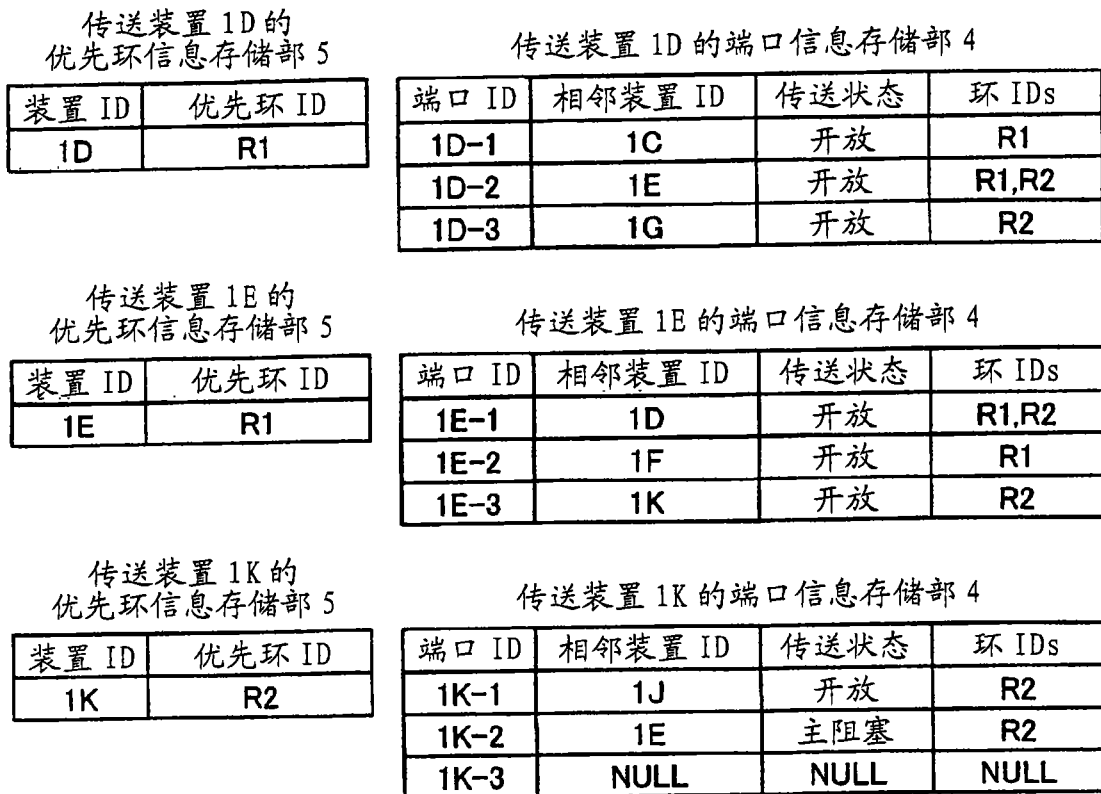 传送装置 1D 的
优先环信息存储部 5
装置 ID 优先环 ID
1D R1
传送装置 1D 的端口信息存储部 4
端口 ID 相邻装置 ID 传送状态 环 IDs
1D-1 1C 开放 R1
1D-2 1E 开放 R1,R2
1D-3 1G 开放 R2
传送装置 1E 的
优先环信息存储部 5
装置 ID 优先环 ID
1E R1
传送装置 1E 的端口信息存储部 4
端口 ID 相邻装置 ID 传送状态 环 IDs
1E-1 1D 开放 R1,R2
1E-2 1F 开放 R1
1E-3 1K 开放 R2
传送装置 1K 的
优先环信息存储部 5
装置 ID 优先环 ID
1K R2
传送装置 1K 的端口信息存储部 4
端口 ID 相邻装置 ID 传送状态 环 IDs
1K-1 1J 开放 R2
1K-2 1E 主阻塞 R2
1K-3 NULL NULL NULL